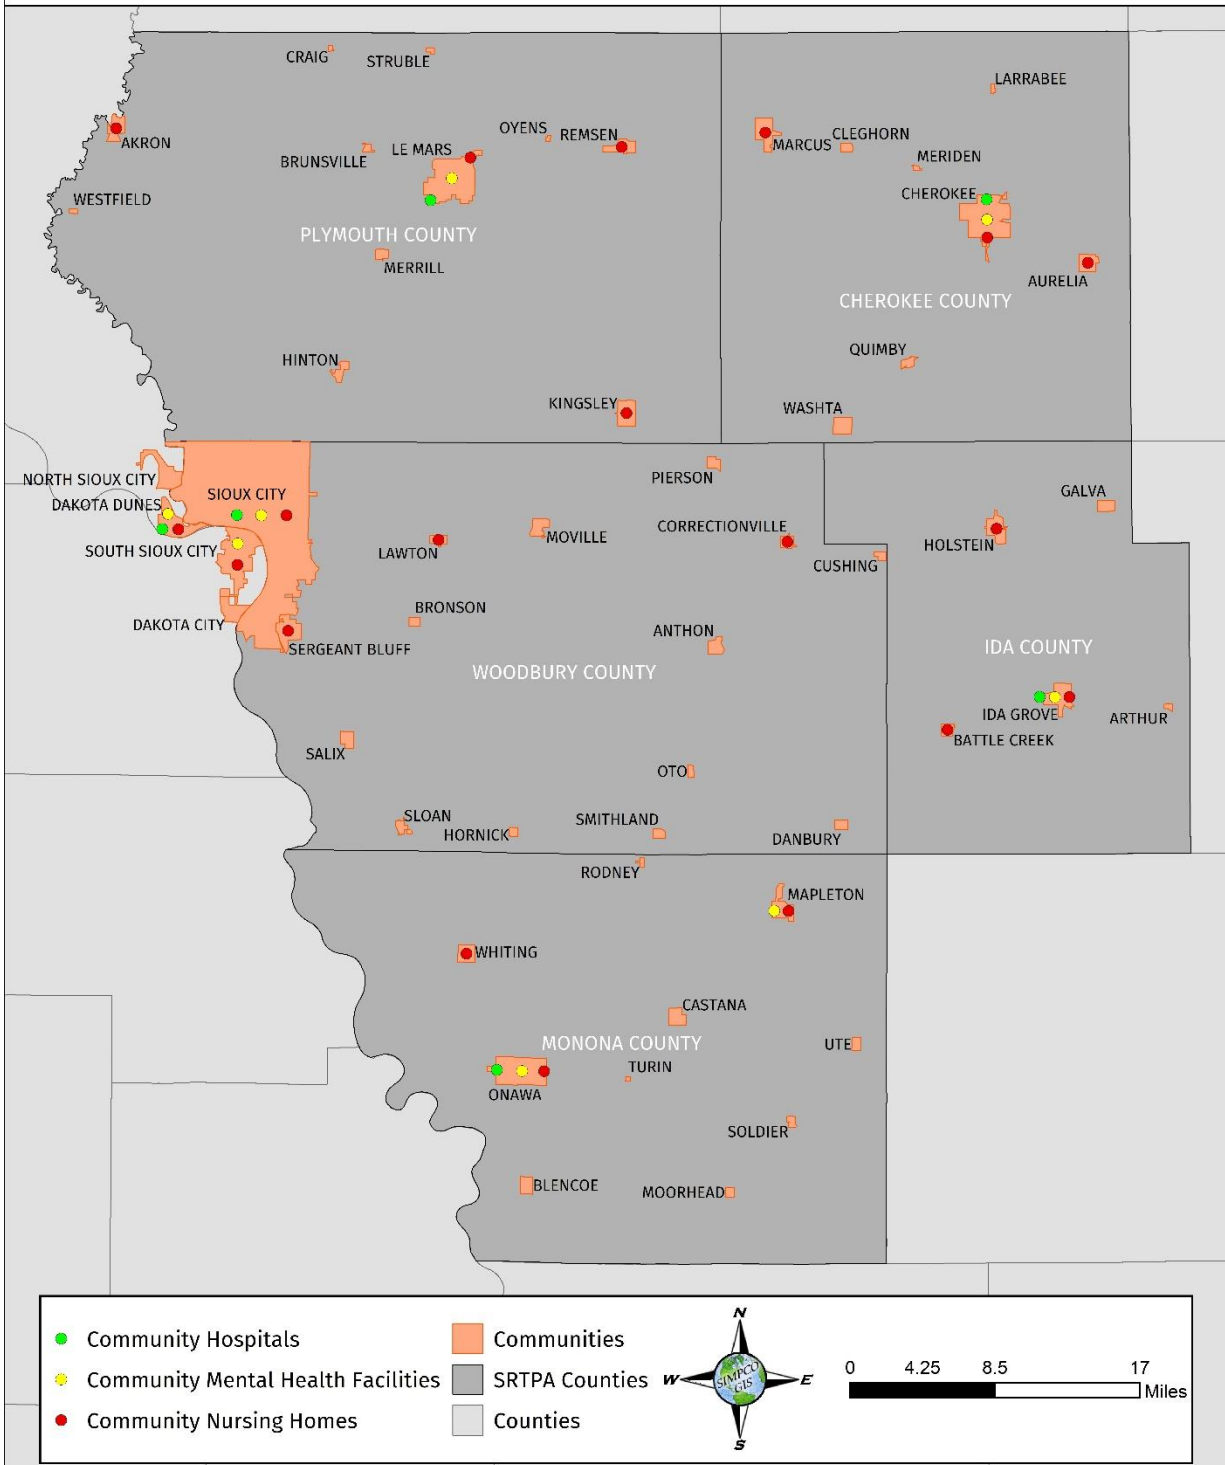 CRAIG
STRUBLE
LARRABEE
AKRON
BRUNSVILLE
LE MARS
OYENS
REMSEN
MARCUS
CLEGHORN
MERIDEN
WESTFIELD
CHEROKEE
PLYMOUTH COUNTY
MERRILL
AURELIA
CHEROKEE COUNTY
HINTON
QUIMBY
KINGSLEY
WASHTA
NORTH SIOUX CITY
PIERSON
DAKOTA DUNES
SIOUX CITY
GALVA
SOUTH SIOUX CITY
LAWTON
MOVILLE
CORRECTIONVILLE
HOLSTEIN
CUSHING
DAKOTA CITY
BRONSON
ANTHON
SERGEANT BLUFF
IDA COUNTY
WOODBURY COUNTY
IDA GROVE
ARTHUR
BATTLE CREEK
SALIX
OTO
SLOAN
HORNICK
SMITHLAND
DANBURY
RODNEY
MAPLETON
WHITING
CASTANA
MONONA COUNTY
UTE
TURIN
ONAWA
SOLDIER
BLENCOE
MOORHEAD
Community Hospitals
Community Mental Health Facilities
Community Nursing Homes
Communities
SRTPA Counties
Counties
N
W
E
S
SIMPCO
GIS
0 4.25 8.5 17
Miles